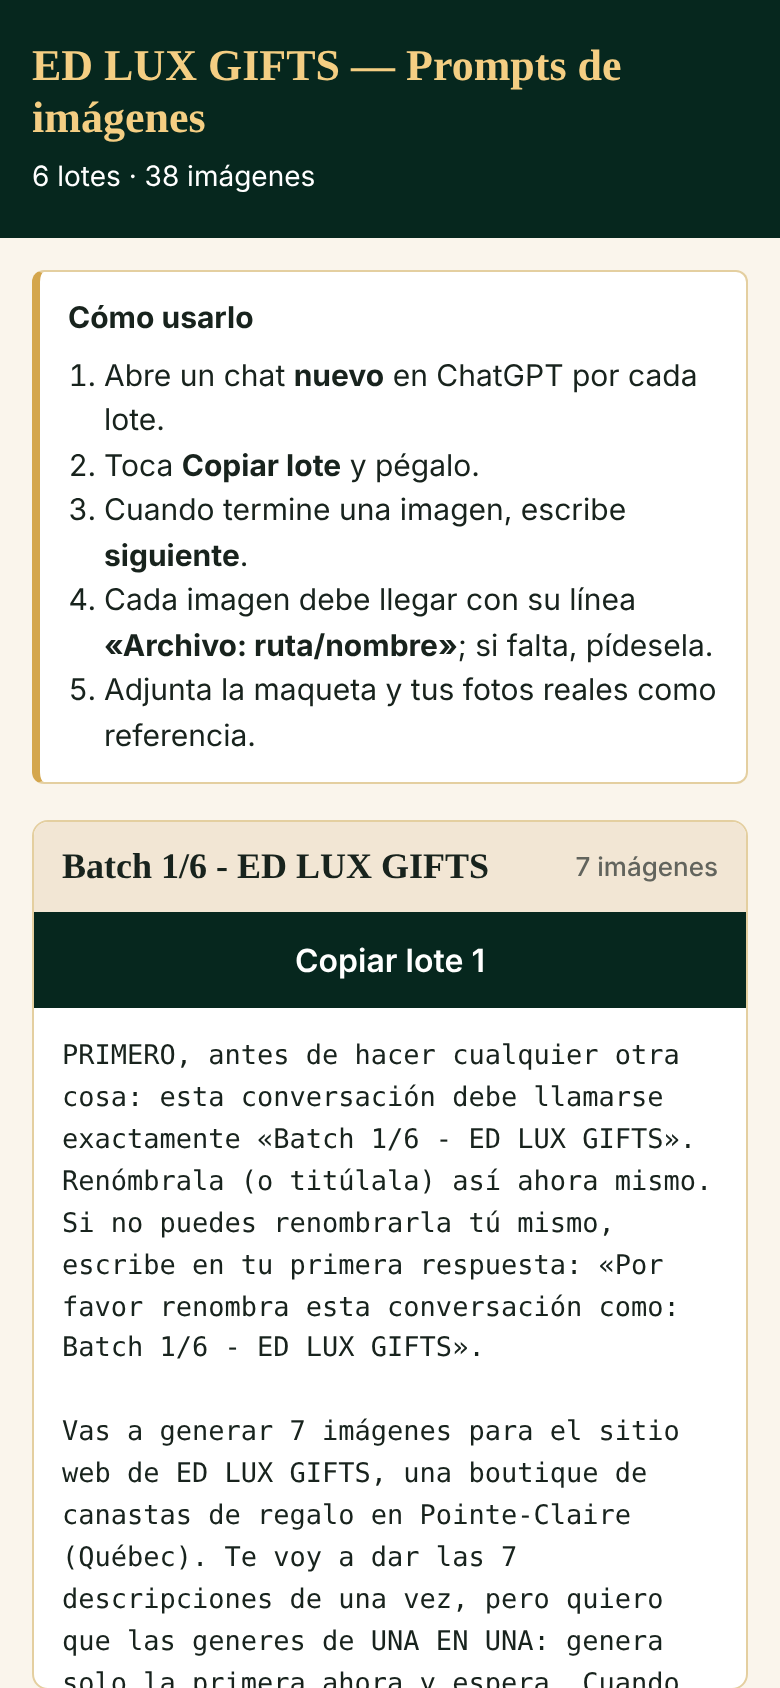 ED LUX GIFTS — Prompts de
imágenes
6 lotes · 38 imágenes
Cómo usarlo
1. Abre un chat nuevo en ChatGPT por cada
lote.
2. Toca Copiar lote y pégalo.
3. Cuando termine una imagen, escribe
siguiente.
4. Cada imagen debe llegar con su línea
«Archivo: ruta/nombre»; si falta, pídesela.
5. Adjunta la maqueta y tus fotos reales como
referencia.
Batch 1/6 - ED LUX GIFTS 7 imágenes
Copiar lote 1
PRIMERO, antes de hacer cualquier otra
cosa: esta conversación debe llamarse
exactamente «Batch 1/6 - ED LUX GIFTS».
Renómbrala (o titúlala) así ahora mismo.
Si no puedes renombrarla tú mismo,
escribe en tu primera respuesta: «Por
favor renombra esta conversación como:
Batch 1/6 - ED LUX GIFTS».
Vas a generar 7 imágenes para el sitio
web de ED LUX GIFTS, una boutique de
canastas de regalo en Pointe-Claire
(Québec). Te voy a dar las 7
descripciones de una vez, pero quiero
que las generes de UNA EN UNA: genera
solo la primera ahora y espera. Cuando